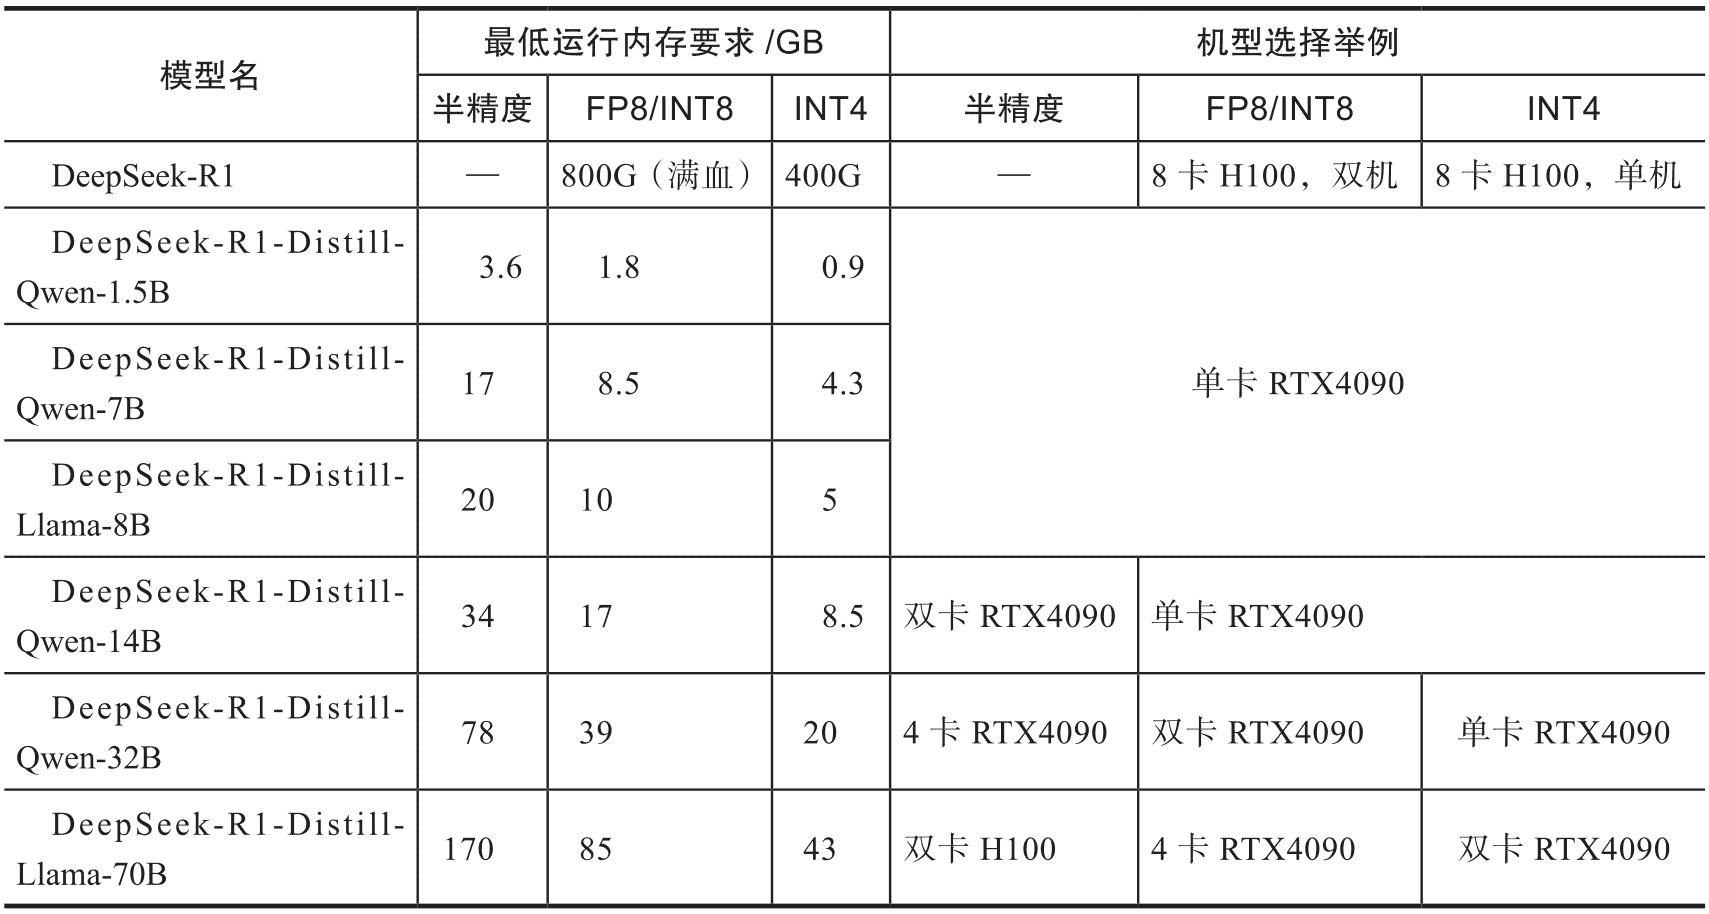 模型名 最低运行内存要求 /GB 机型选择举例
半精度 FP8/INT8 INT4 半精度 FP8/INT8 INT4
DeepSeek-R1 — 800G（满血） 400G — 8 卡 H100，双机 8 卡 H100，单机
DeepSeek-R1-Distill-
Qwen-1.5B 3.6 1.8 0.9
DeepSeek-R1-Distill-
Qwen-7B 17 8.5 4.3 单卡 RTX4090
DeepSeek-R1-Distill-
Llama-8B 20 10 5
DeepSeek-R1-Distill-
Qwen-14B 34 17 8.5 双卡 RTX4090 单卡 RTX4090
DeepSeek-R1-Distill-
Qwen-32B 78 39 20 4 卡 RTX4090 双卡 RTX4090 单卡 RTX4090
DeepSeek-R1-Distill-
Llama-70B 170 85 43 双卡 H100 4 卡 RTX4090 双卡 RTX4090